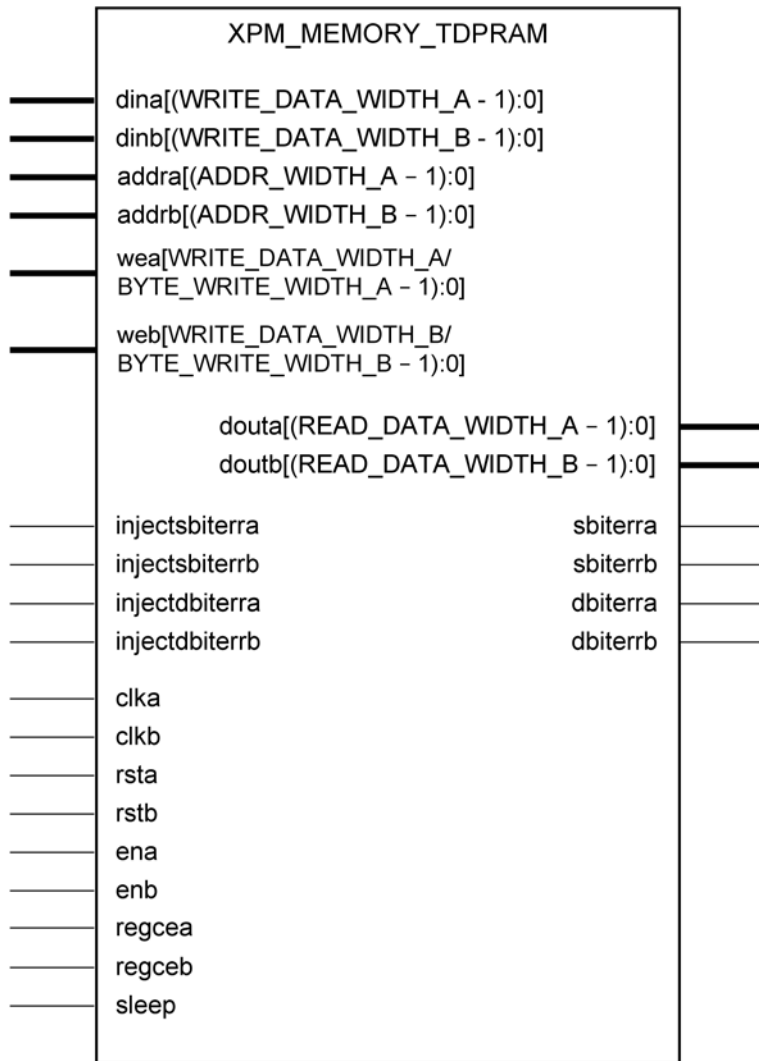 XPM_MEMORY_TDPRAM
dina[(WRITE_DATA_WIDTH_A - 1):0]
dinb[(WRITE_DATA_WIDTH_B - 1):0]
addra[(ADDR_WIDTH_A – 1):0]
addrb[(ADDR_WIDTH_B – 1):0]
wea[WRITE_DATA_WIDTH_A/
BYTE_WRITE_WIDTH_A – 1):0]
web[WRITE_DATA_WIDTH_B/
BYTE_WRITE_WIDTH_B – 1):0]
douta[(READ_DATA_WIDTH_A – 1):0]
doutb[(READ_DATA_WIDTH_B – 1):0]
injectsbiterra sbiterra
injectsbiterrb sbiterrb
injectdbiterra dbiterra
injectdbiterrb dbiterrb
clka
clkb
rsta
rstb
ena
enb
regcea
regceb
sleep